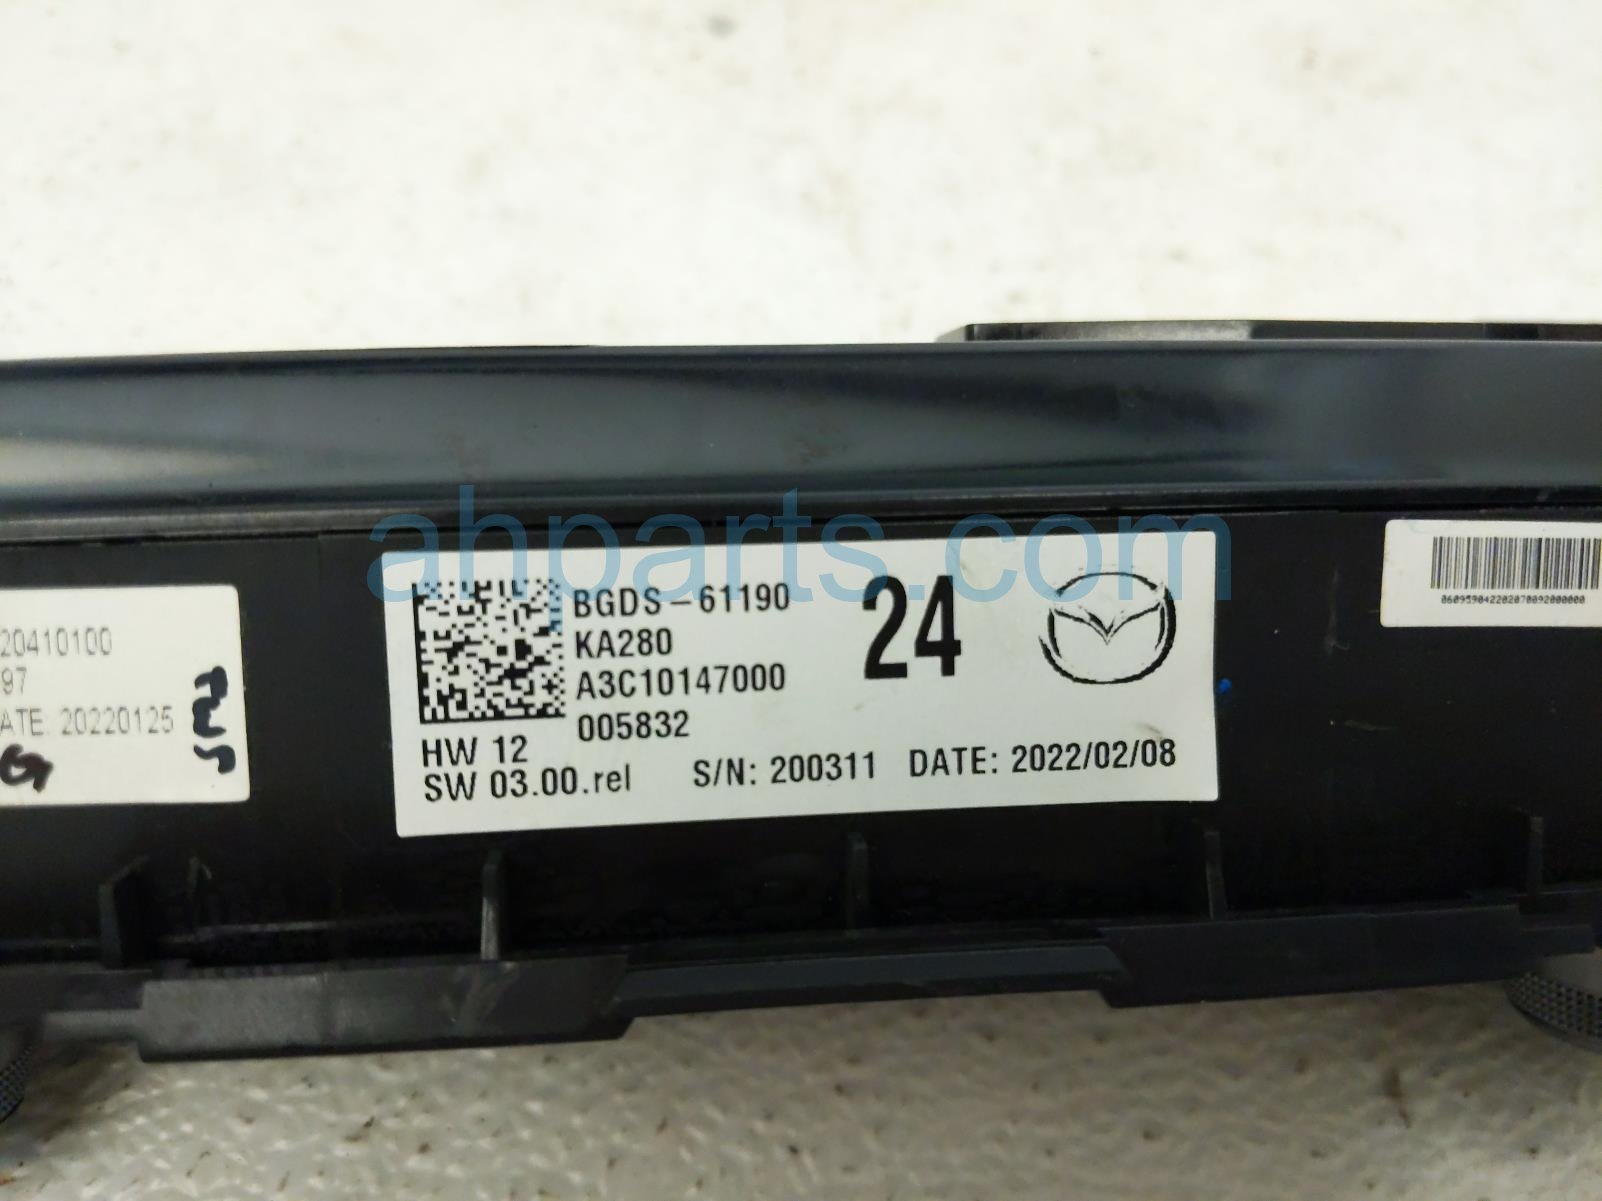 ahparts.com
20410100
97
ATE: 20220125
BGDS-61190
KA280
A3C10147000
005832
HW 12
SW 03.00.rel
S/N: 200311 DATE: 2022/02/08
24
060959042202070092000000